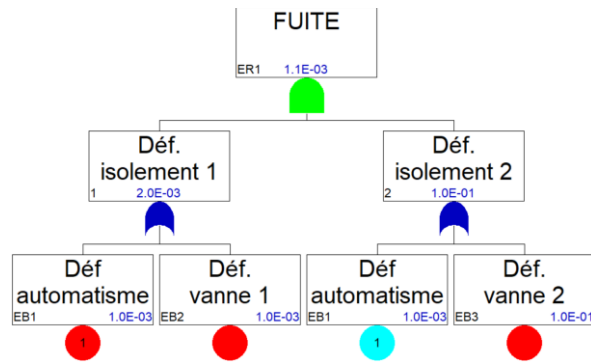 FUITE
ER1 1.1E-03
Déf. isolement 1
1 2.0E-03
Déf. isolement 2
2 1.0E-01
Déf automatisme
EB1 1.0E-03
Déf. vanne 1
EB2 1.0E-03
Déf automatisme
EB1 1.0E-03
Déf. vanne 2
EB3 1.0E-01
1
1